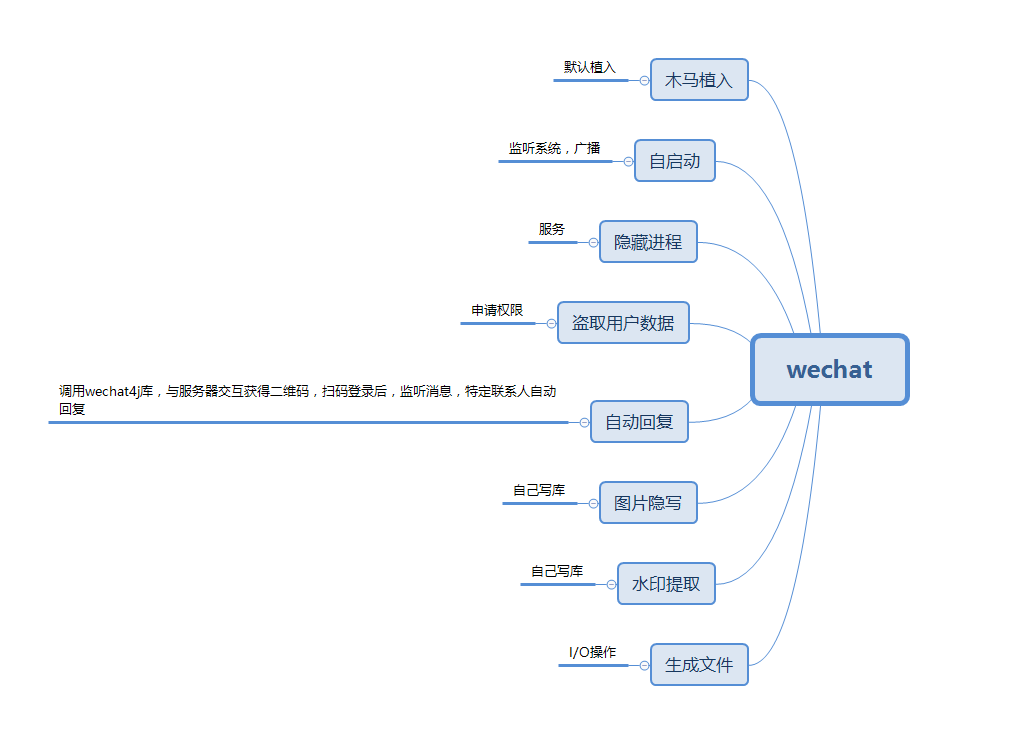 默认植入
木马植入
监听系统，广播
自启动
服务
隐藏进程
申请权限
盗取用户数据
wechat
调用wechat4j库，与服务器交互获得二维码，扫码登录后，监听消息，特定联系人自动
回复
自动回复
自己写库
图片隐写
自己写库
水印提取
I/O操作
生成文件